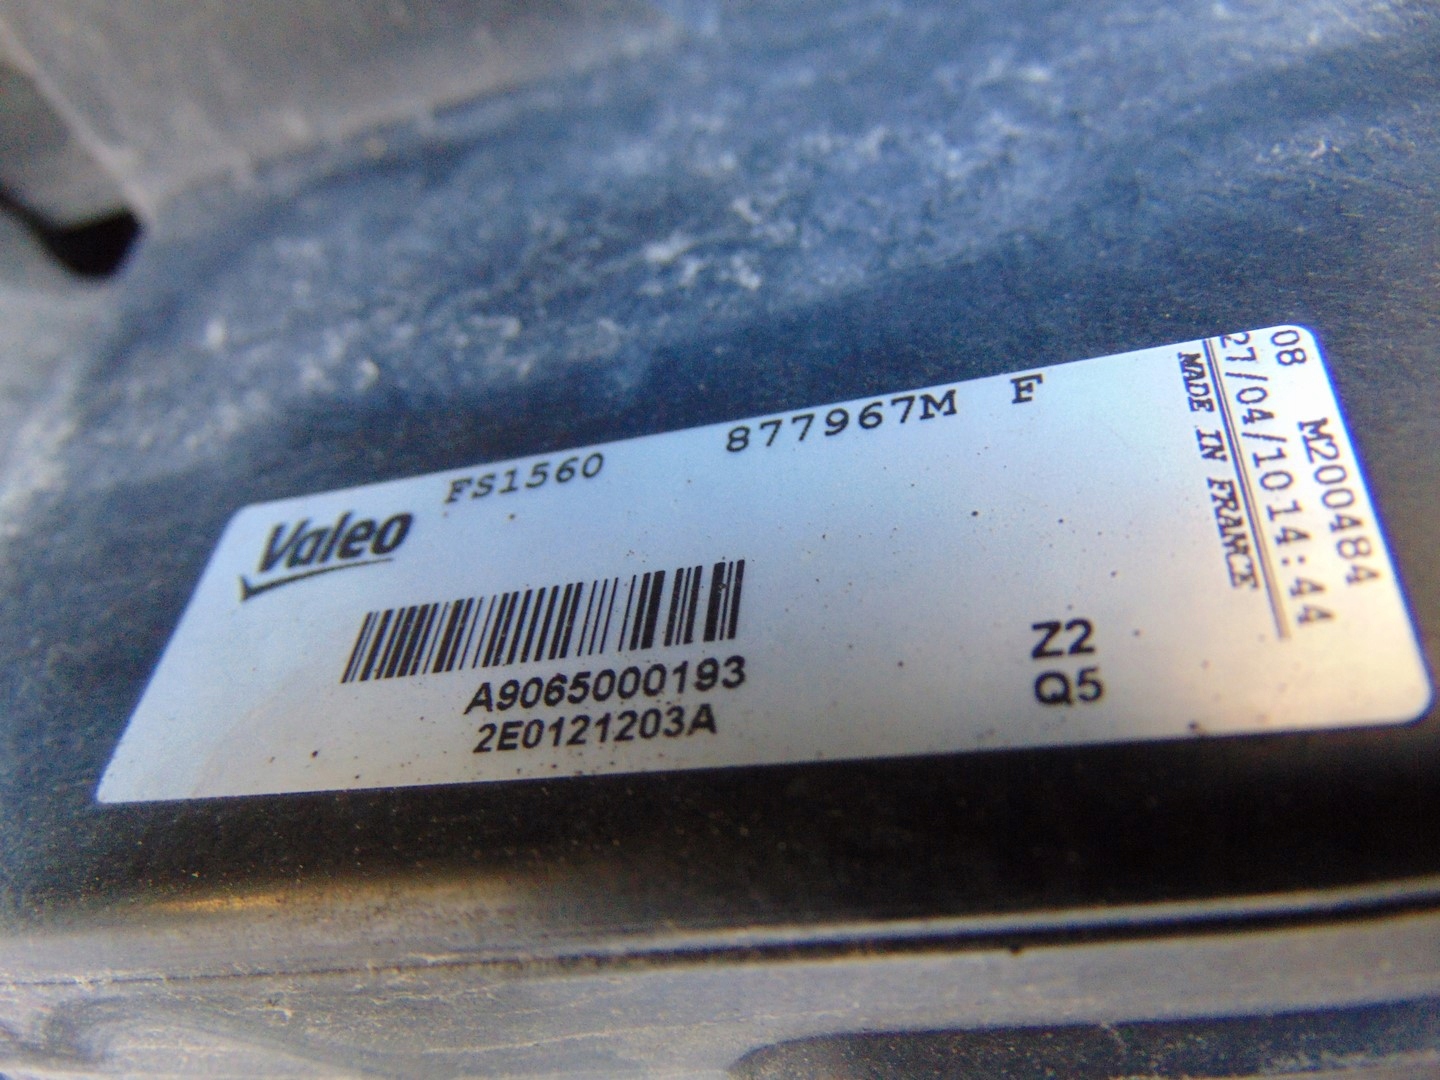 Valeo
FS1560 877967M F
A9065000193
2E0121203A
Z2
Q5
08 M200484
27/04/10 14:44
MADE IN FRANCE